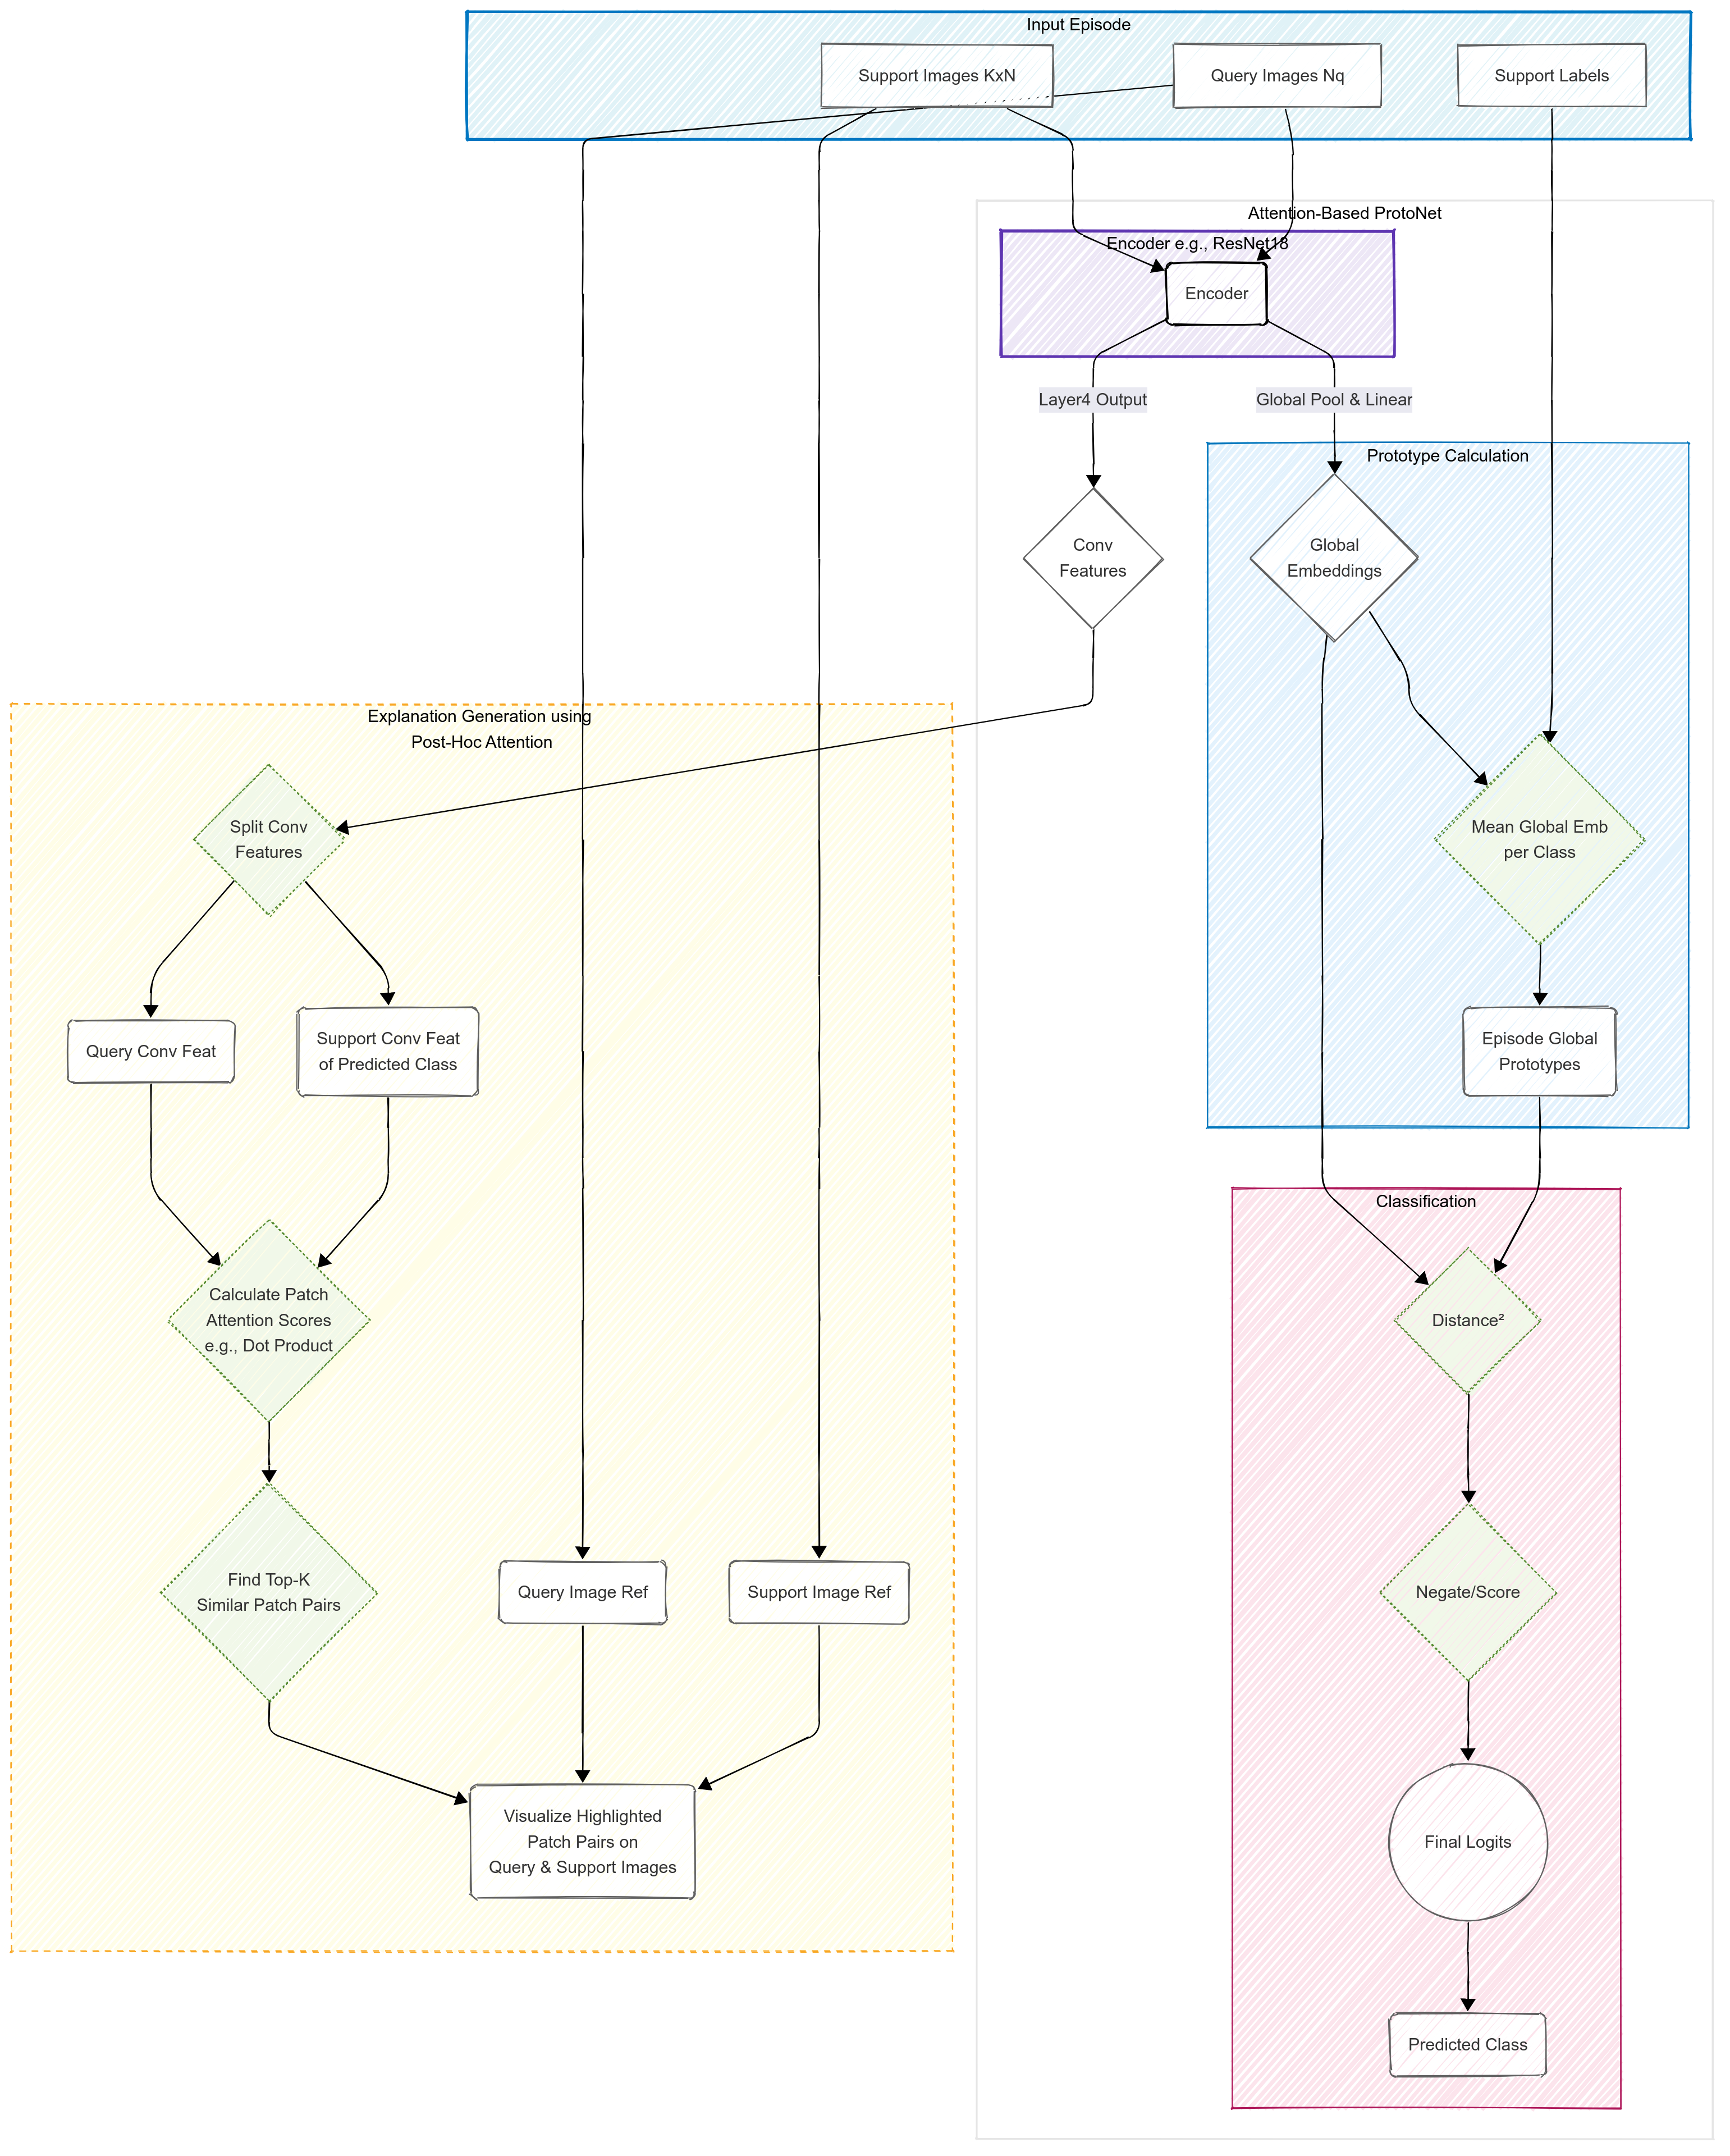 Input Episode
Support Images KxN
Query Images Nq
Support Labels
Attention-Based ProtoNet
Encoder e.g., ResNet18
Encoder
Layer4 Output
Global Pool & Linear
Prototype Calculation
Conv
Features
Global
Embeddings
Explanation Generation using
Post-Hoc Attention
Split Conv
Features
Mean Global Emb
per Class
Query Conv Feat
Support Conv Feat
of Predicted Class
Episode Global
Prototypes
Classification
Calculate Patch
Attention Scores
e.g., Dot Product
Distance²
Find Top-K
Similar Patch Pairs
Query Image Ref
Support Image Ref
Negate/Score
Visualize Highlighted
Patch Pairs on
Query & Support Images
Final Logits
Predicted Class